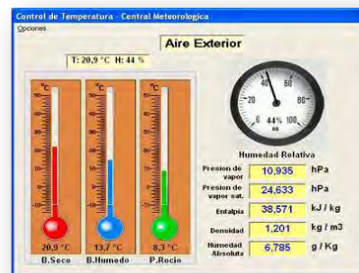 Control de Temperatura - Central Meteorologica
Opciones
Aire Exterior
T: 20,9 °C H: 44 %
°C °C °C
20,9 °C 13,7 °C 8,3 °C
B.Seco B.Humedo P.Rocio
40 60
20 80
0 44% 100
Humedad Relativa
Presion de vapor 10,935 hPa
Presion de vapor sat. 24,633 hPa
Entalpia 38,571 kJ / kg
Densidad 1,201 kg / m3
Humedad Absoluta 6,785 g / Kg